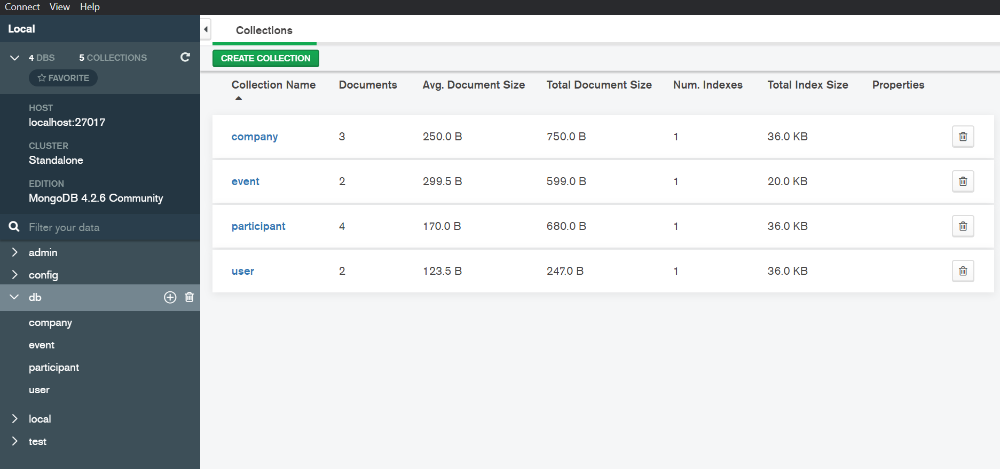 Connect View Help
Local
4 DBS 5 COLLECTIONS
FAVORITE
HOST
localhost:27017
CLUSTER
Standalone
EDITION
MongoDB 4.2.6 Community
Filter your data
admin
config
db
company
event
participant
user
local
test
Collections
CREATE COLLECTION
Collection Name Documents Avg. Document Size Total Document Size Num. Indexes Total Index Size Properties
company 3 250.0 B 750.0 B 1 36.0 KB
event 2 299.5 B 599.0 B 1 20.0 KB
participant 4 170.0 B 680.0 B 1 36.0 KB
user 2 123.5 B 247.0 B 1 36.0 KB